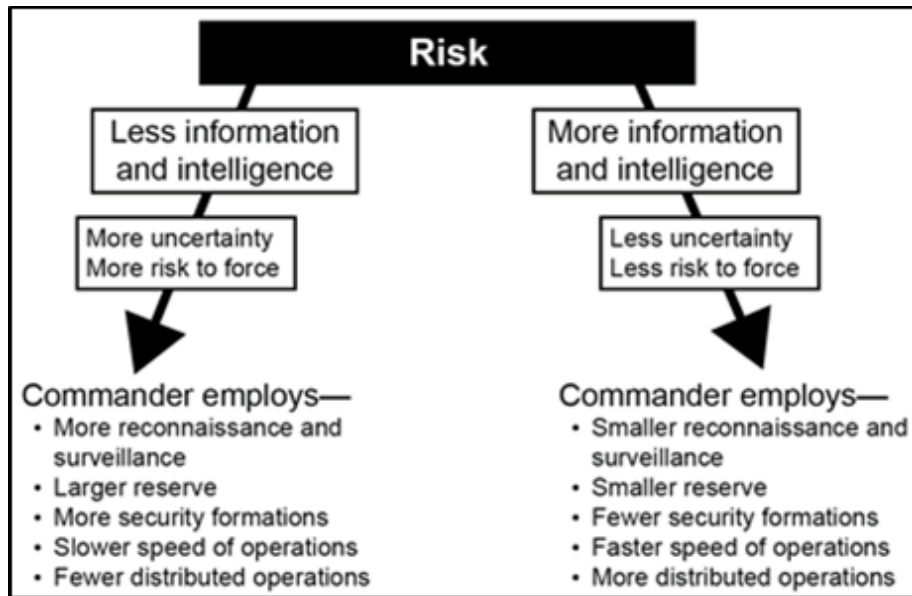 Risk
Less information
and intelligence
More uncertainty
More risk to force
Commander employs—
• More reconnaissance and
surveillance
• Larger reserve
• More security formations
• Slower speed of operations
• Fewer distributed operations
More information
and intelligence
Less uncertainty
Less risk to force
Commander employs—
• Smaller reconnaissance and
surveillance
• Smaller reserve
• Fewer security formations
• Faster speed of operations
• More distributed operations